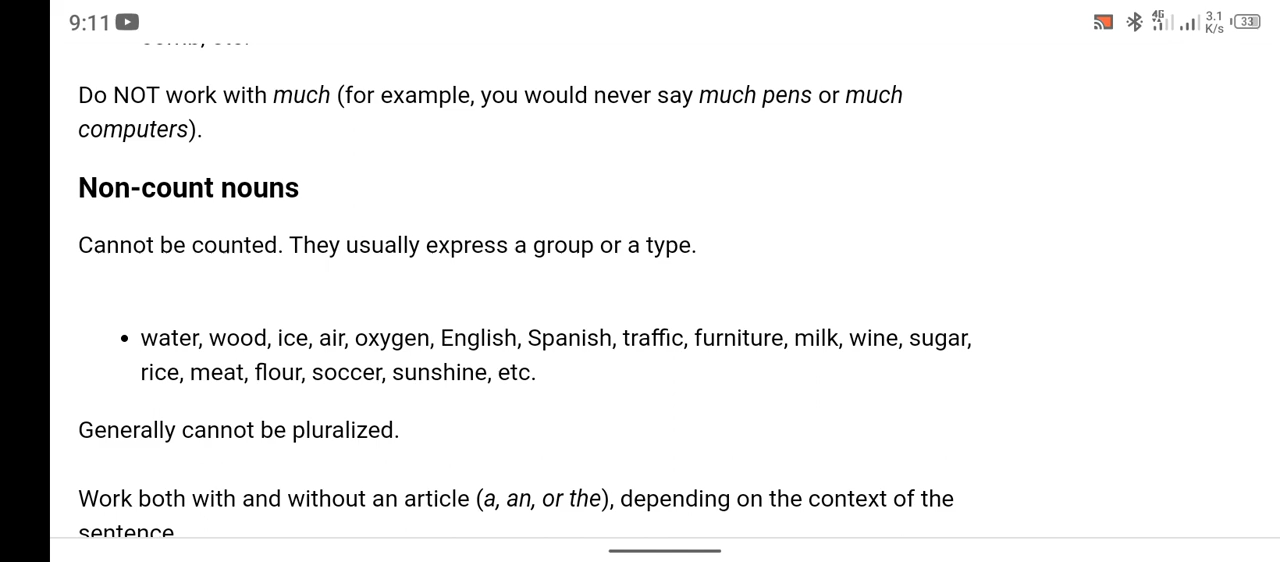 9:11
4G 3.1 K/s 33
Do NOT work with much (for example, you would never say much pens or much
computers).
Non-count nouns
Cannot be counted. They usually express a group or a type.
• water, wood, ice, air, oxygen, English, Spanish, traffic, furniture, milk, wine, sugar,
rice, meat, flour, soccer, sunshine, etc.
Generally cannot be pluralized.
Work both with and without an article (a, an, or the), depending on the context of the
sentence